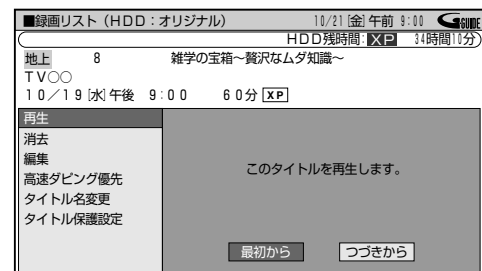 ■録画リスト（HDD：オリジナル） 10/21 金 午前 9:00 GGUIDE
HDD残時間：XP 34時間10分
地上 8 雑学の宝箱～贅沢なムダ知識～
TV○○
10／19 水 午後 9:00 60分 XP
再生
消去
編集
高速ダビング優先
タイトル名変更
タイトル保護設定
このタイトルを再生します。
最初から つづきから